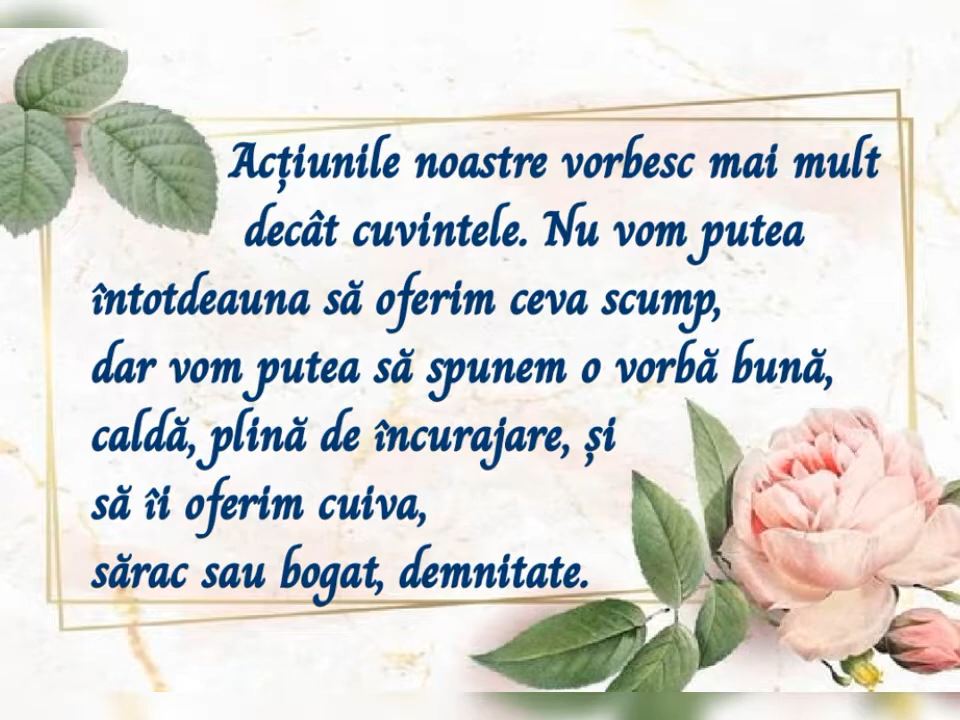 Acțiunile noastre vorbesc mai mult
decât cuvintele. Nu vom putea
întotdeauna să oferim ceva scump,
dar vom putea să spunem o vorbă bună,
caldă, plină de încurajare, și
să îi oferim cuiva,
sărac sau bogat, demnitate.